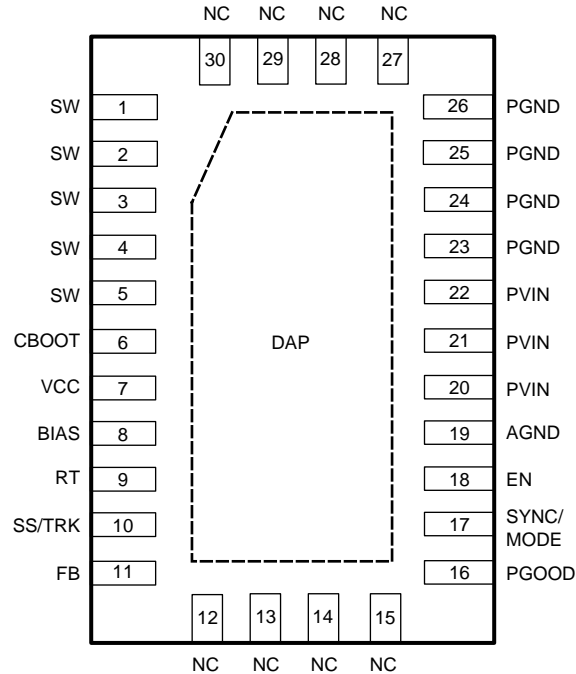 NC NC NC NC
30 29 28 27
SW 1 26 PGND
SW 2 25 PGND
SW 3 24 PGND
SW 4 23 PGND
SW 5 22 PVIN
CBOOT 6 DAP 21 PVIN
VCC 7 20 PVIN
BIAS 8 19 AGND
RT 9 18 EN
SS/TRK 10 17 SYNC/
MODE
FB 11 16 PGOOD
12 13 14 15
NC NC NC NC